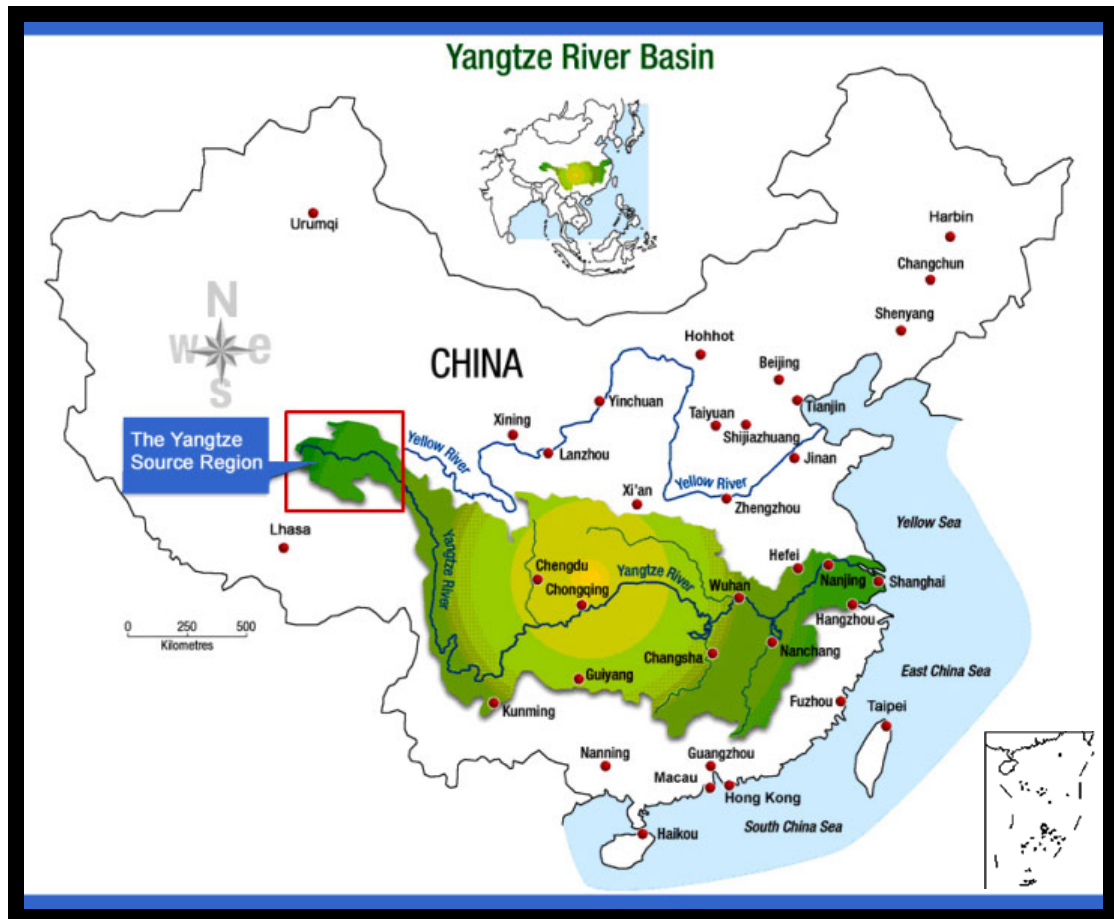 Yangtze River Basin
Urumqi
Harbin
Changchun
Shenyang
N
w
e
S
Hohhot
CHINA
Beijing
Yinchuan
Tianjin
Xining
Taiyuan
Shijiazhuang
The Yangtze
Source Region
Yellow River
Lanzhou
Jinan
Yellow River
Xi'an
Zhengzhou
Yellow Sea
Lhasa
Hefei
Yangtze River
Chengdu
Yangtze River
Nanjing
Shanghai
Chongqing
Wuhan
Hangzhou
0 250 500
Kilometres
Changsha
Nanchang
East China Sea
Guiyang
Kunming
Fuzhou
Taipei
Nanning
Guangzhou
Macau
Hong Kong
South China Sea
Haikou